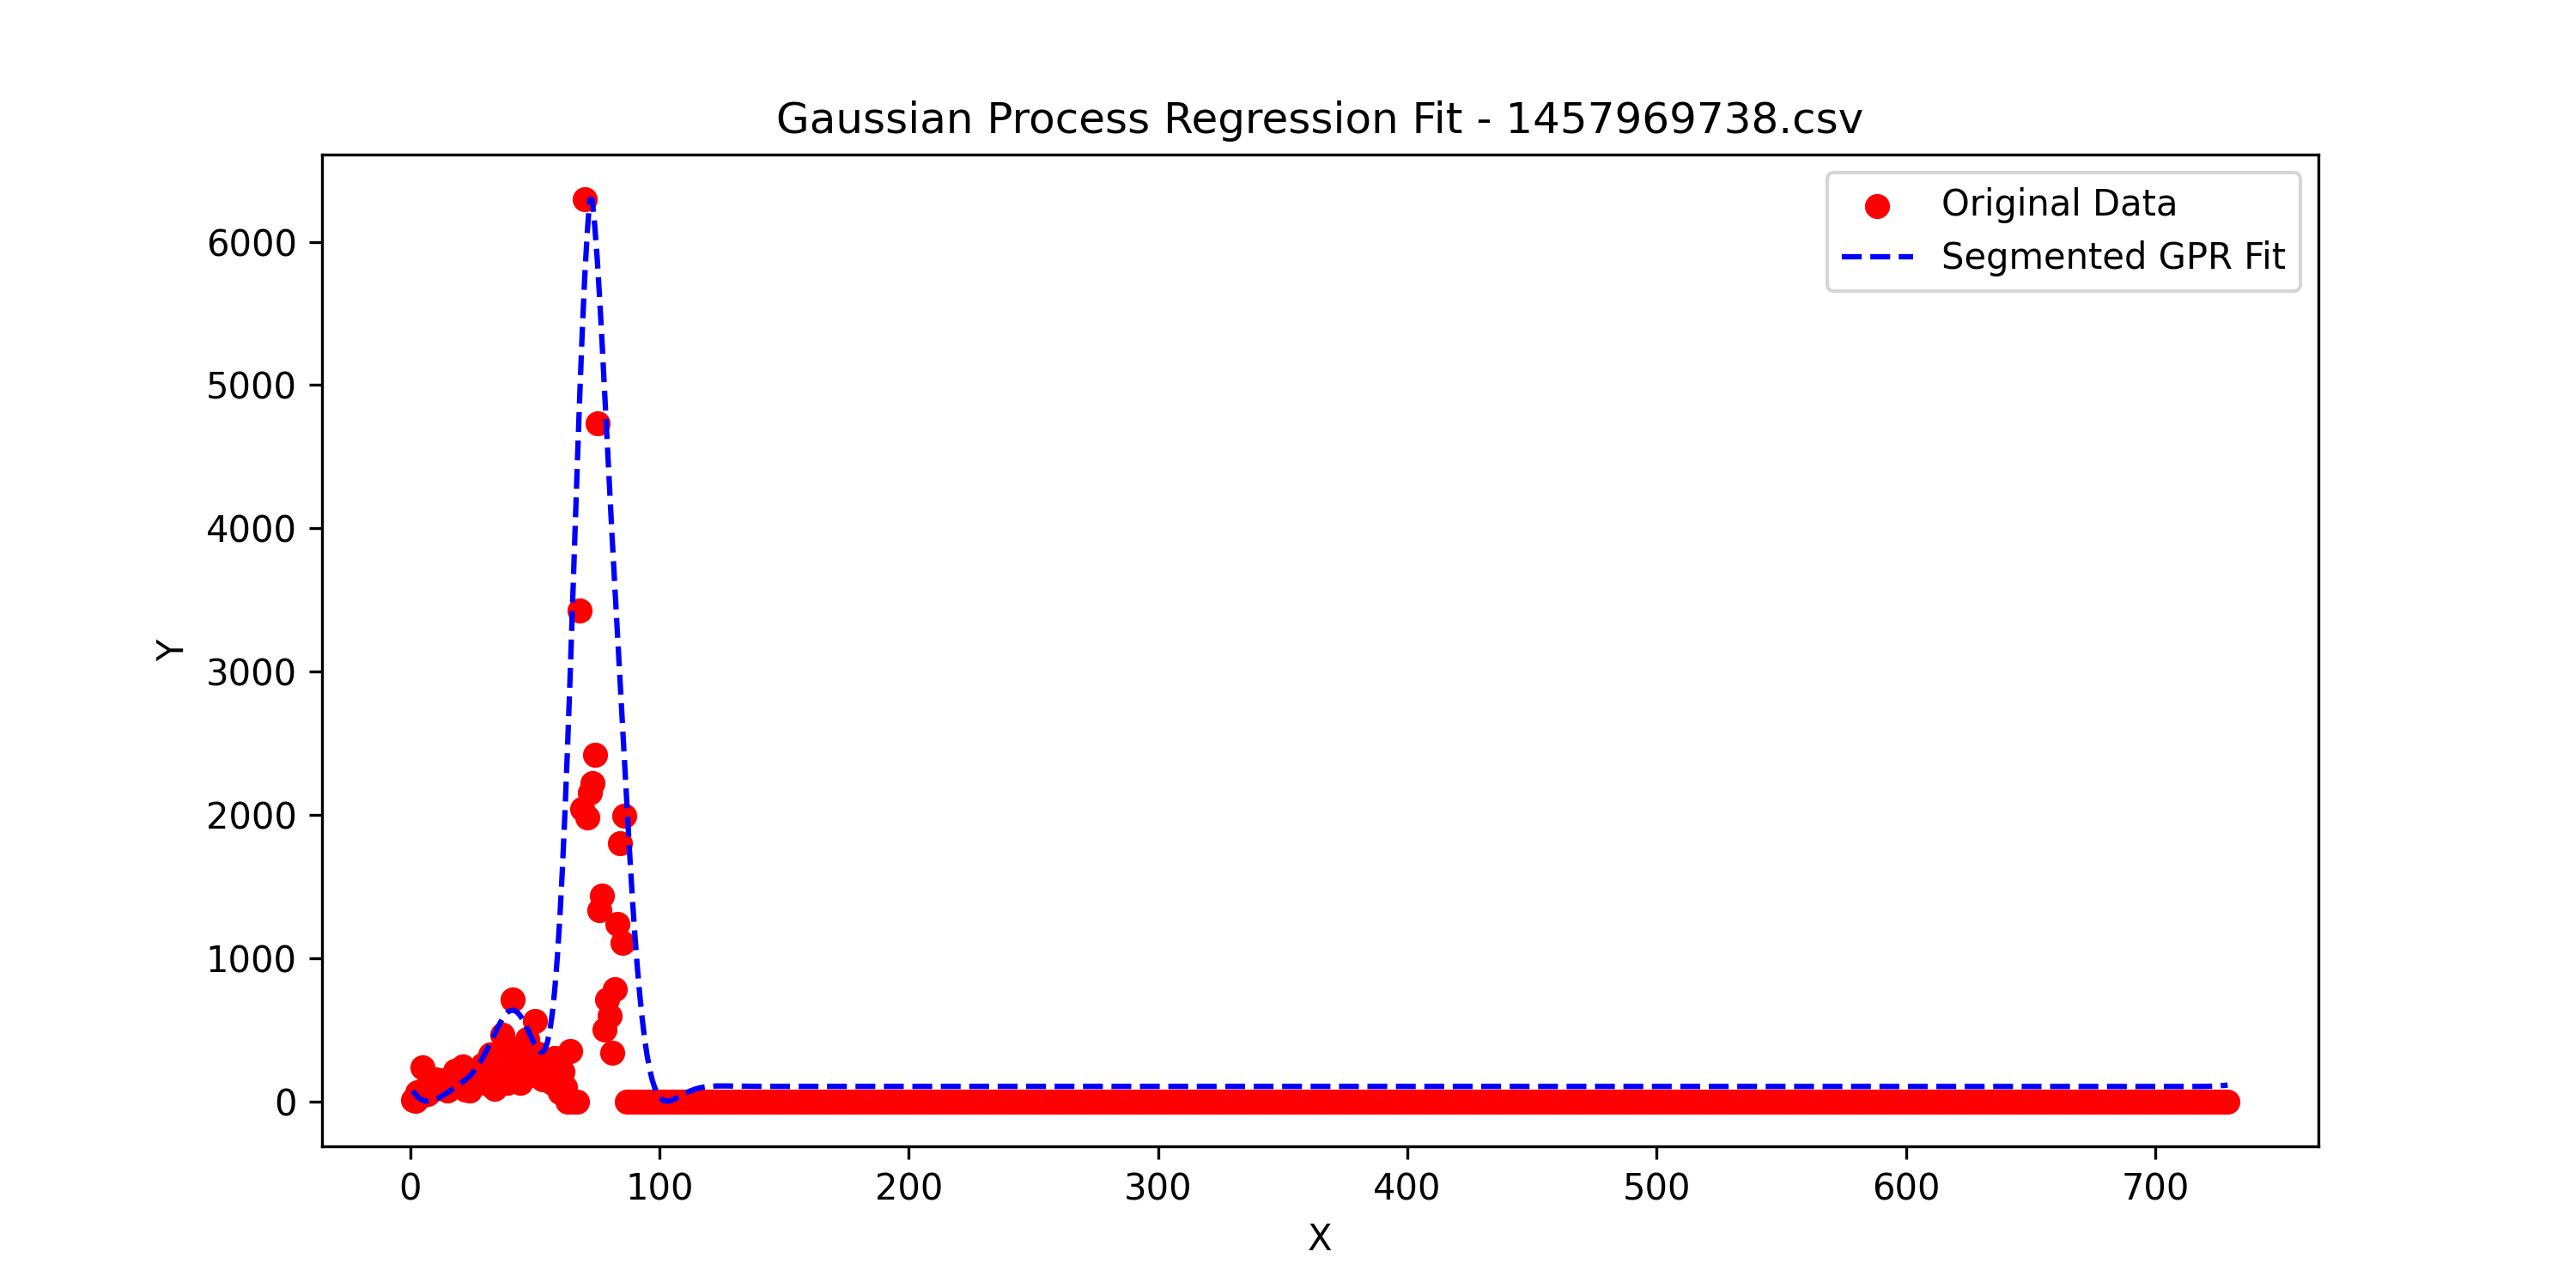 Gaussian Process Regression Fit - 1457969738.csv
Original Data
Segmented GPR Fit
6000
5000
4000
3000
2000
1000
0
Y
0 100 200 300 400 500 600 700
X